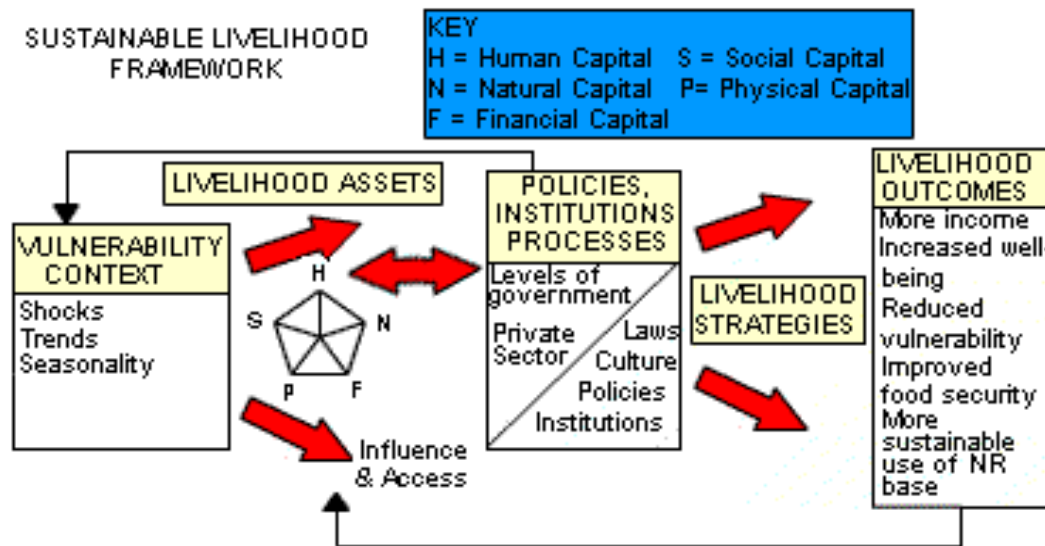 SUSTAINABLE LIVELIHOOD
FRAMEWORK
KEY
H = Human Capital S = Social Capital
N = Natural Capital P= Physical Capital
F = Financial Capital
LIVELIHOOD ASSETS
VULNERABILITY
CONTEXT
Shocks
Trends
Seasonality
H
S
N
P
F
Influence
& Access
POLICIES,
INSTITUTIONS
PROCESSES
Levels of
government
Private
Sector
Laws
Culture
Policies
Institutions
LIVELIHOOD
STRATEGIES
LIVELIHOOD
OUTCOMES
More income
Increased well-
being
Reduced
vulnerability
Improved
food security
More
sustainable
use of NR
base